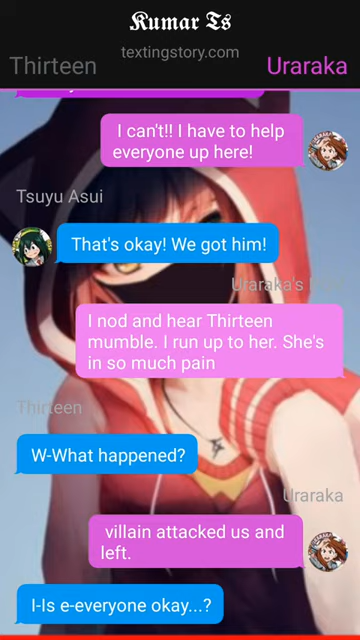 Kumar Ts
textingstory.com
Thirteen
Uraraka
I can't!! I have to help
everyone up here!
Tsuyu Asui
That's okay! We got him!
Uraraka's
I nod and hear Thirteen
mumble. I run up to her. She's
in so much pain
Thirteen
W-What happened?
Uraraka
villain attacked us and
left.
I-Is e-everyone okay...?